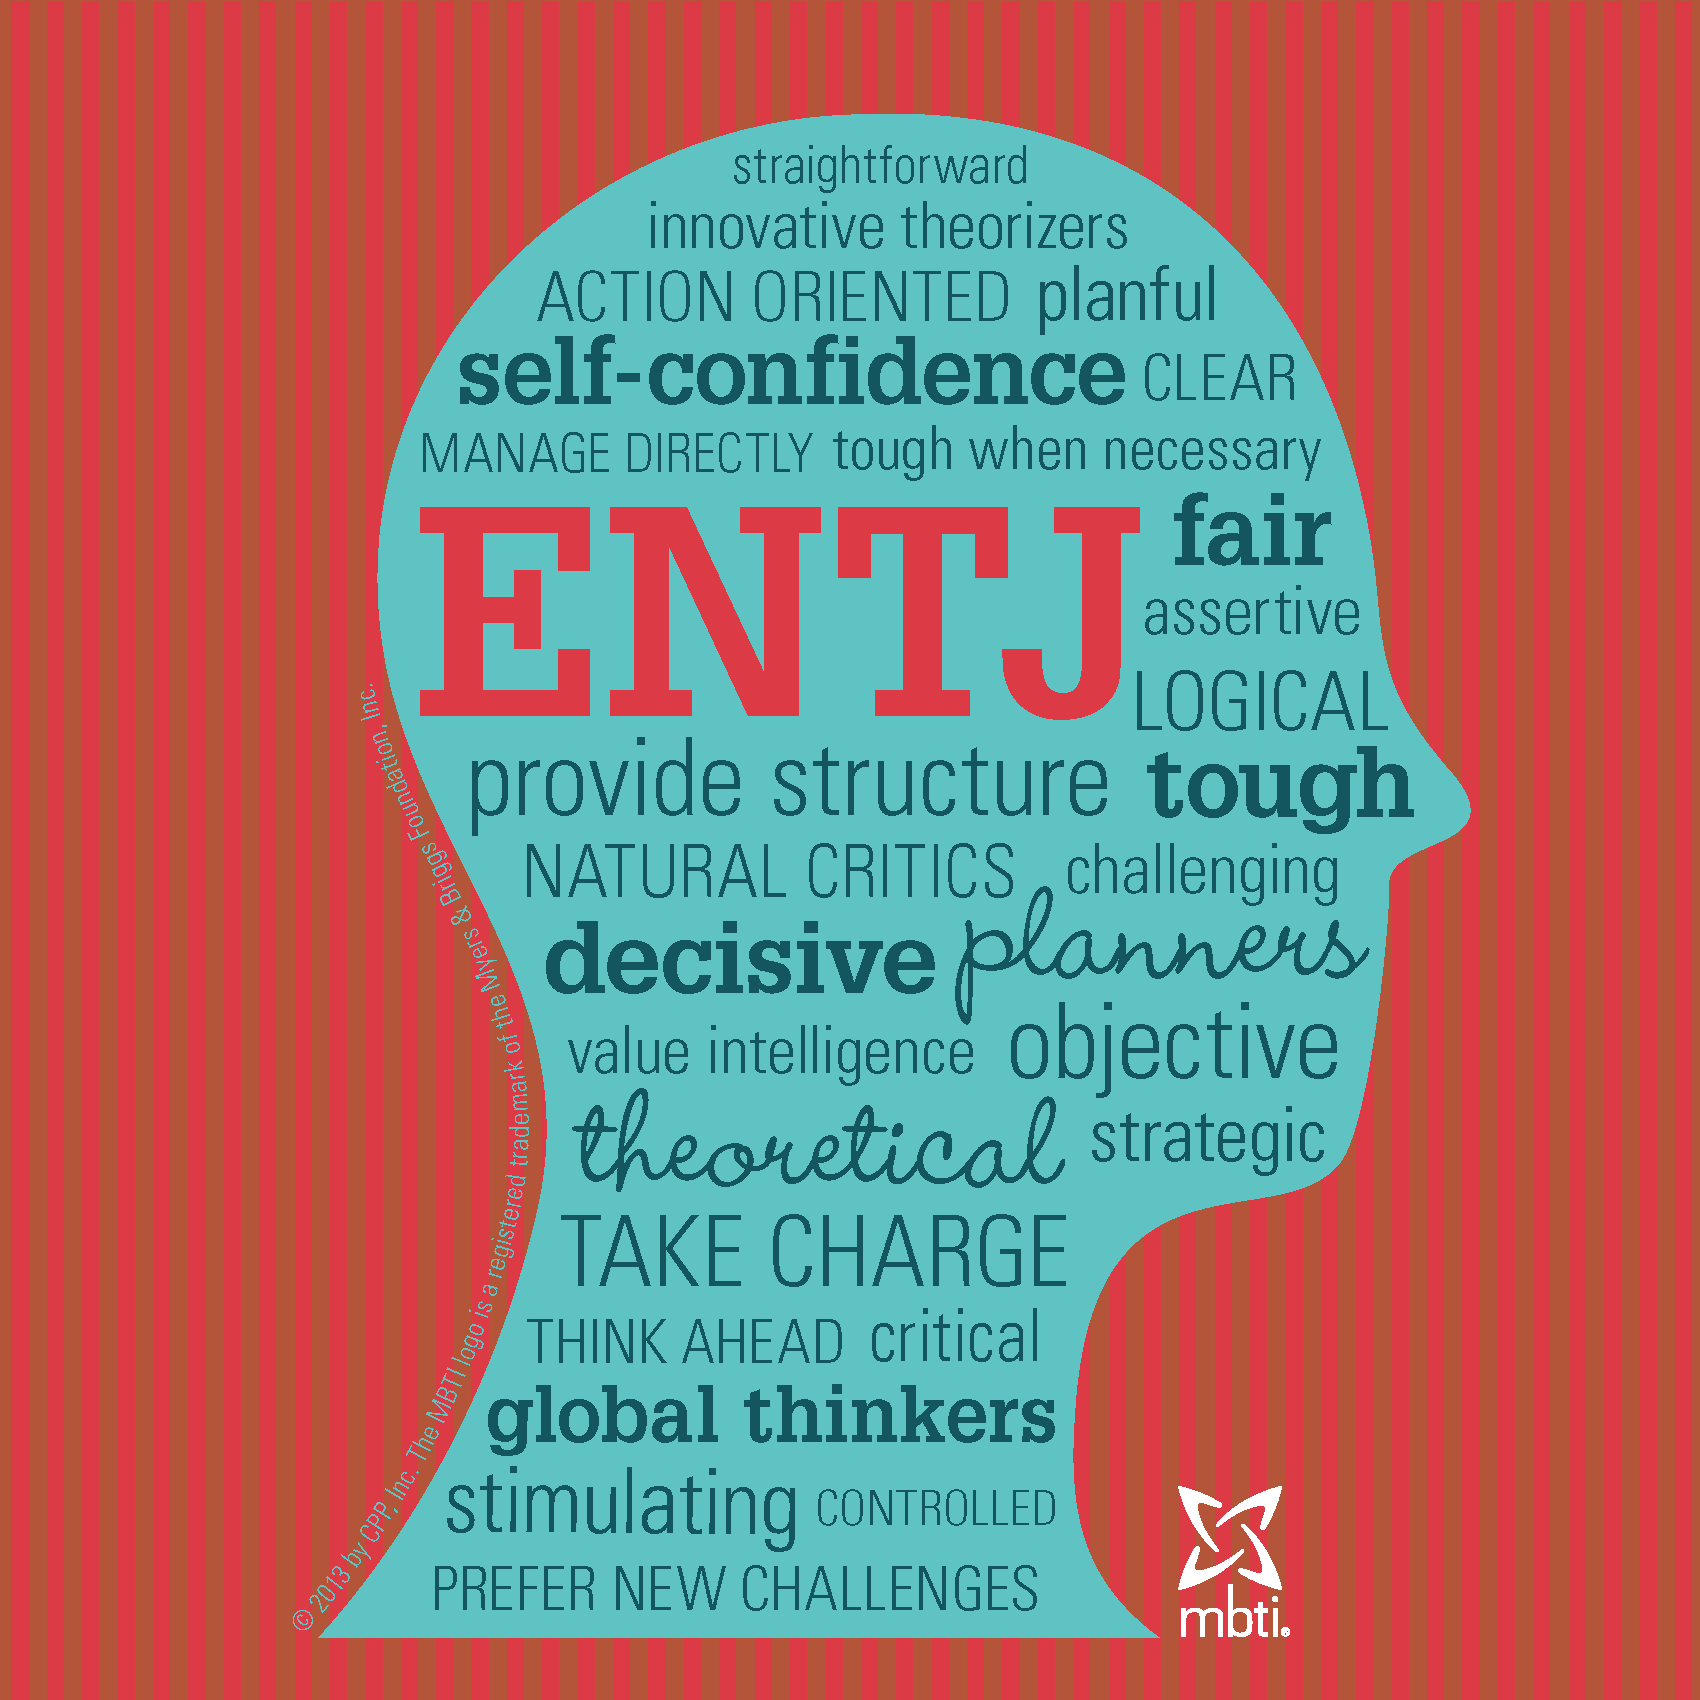 straightforward
innovative theorizers
ACTION ORIENTED planful
self-confidence CLEAR
MANAGE DIRECTLY tough when necessary
ENTJ fair
assertive
LOGICAL
provide structure tough
NATURAL CRITICS challenging
decisive planners
value intelligence objective
theoretical strategic
TAKE CHARGE
THINK AHEAD critical
global thinkers
stimulating CONTROLLED
PREFER NEW CHALLENGES
© 2013 by CPP, Inc. The MBTI logo is a registered trademark of the Myers & Briggs Foundation, Inc.
mbti®